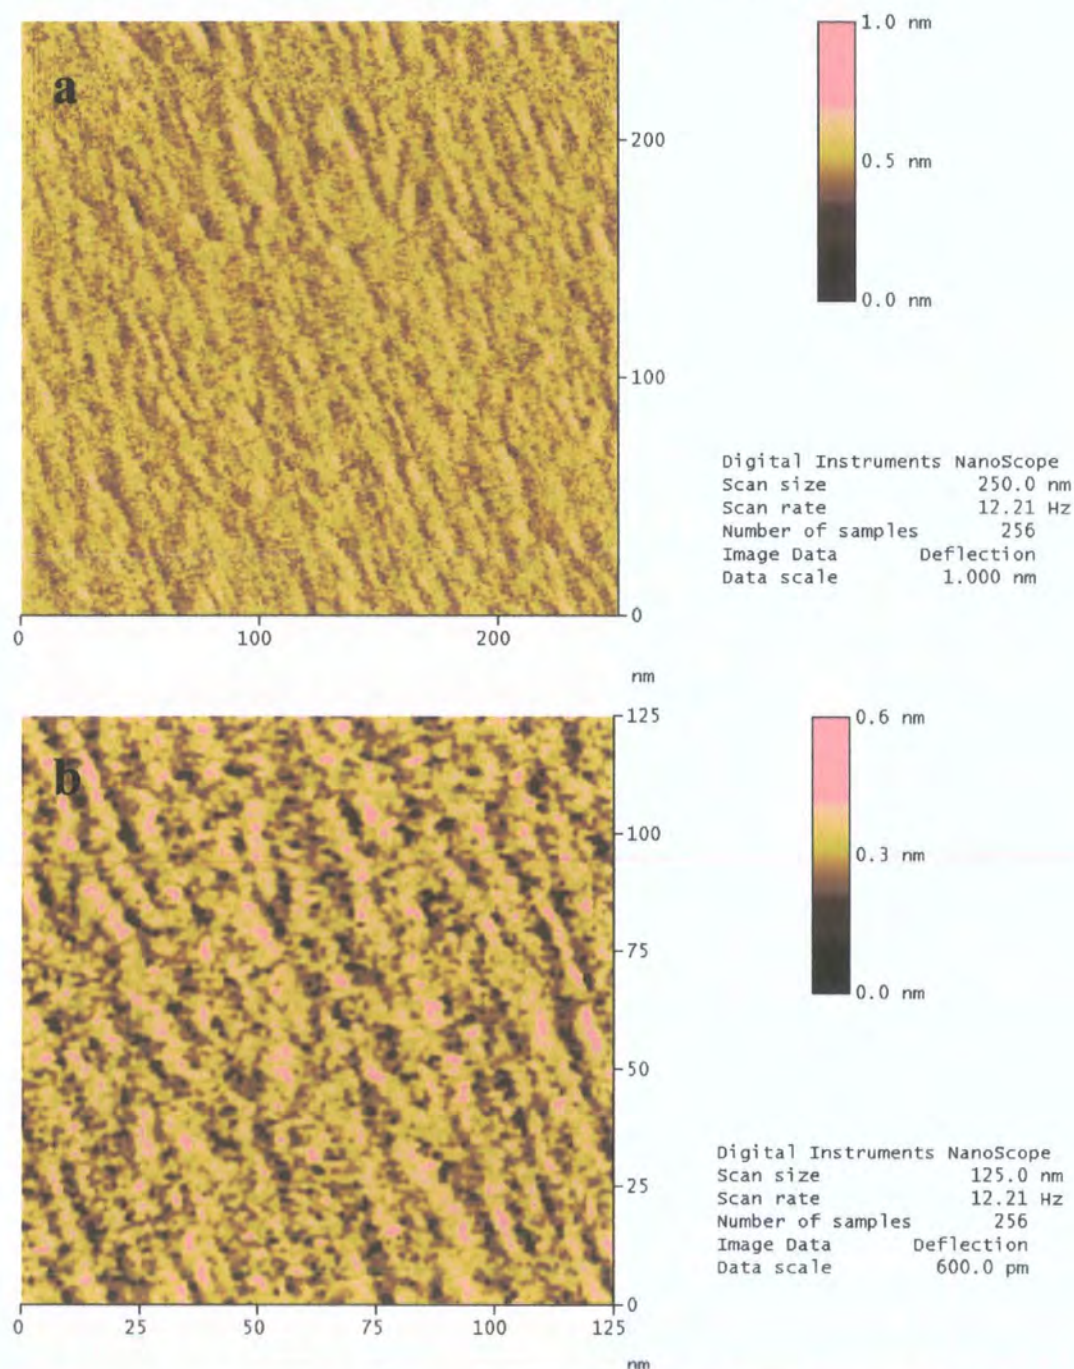 a
1.0 nm
0.5 nm
0.0 nm
200
100
0
0 100 200
nm
Digital Instruments NanoScope
Scan size 250.0 nm
Scan rate 12.21 Hz
Number of samples 256
Image Data Deflection
Data scale 1.000 nm
b
0.6 nm
0.3 nm
0.0 nm
125
100
75
50
25
0
0 25 50 75 100 125
nm
Digital Instruments NanoScope
Scan size 125.0 nm
Scan rate 12.21 Hz
Number of samples 256
Image Data Deflection
Data scale 600.0 pm